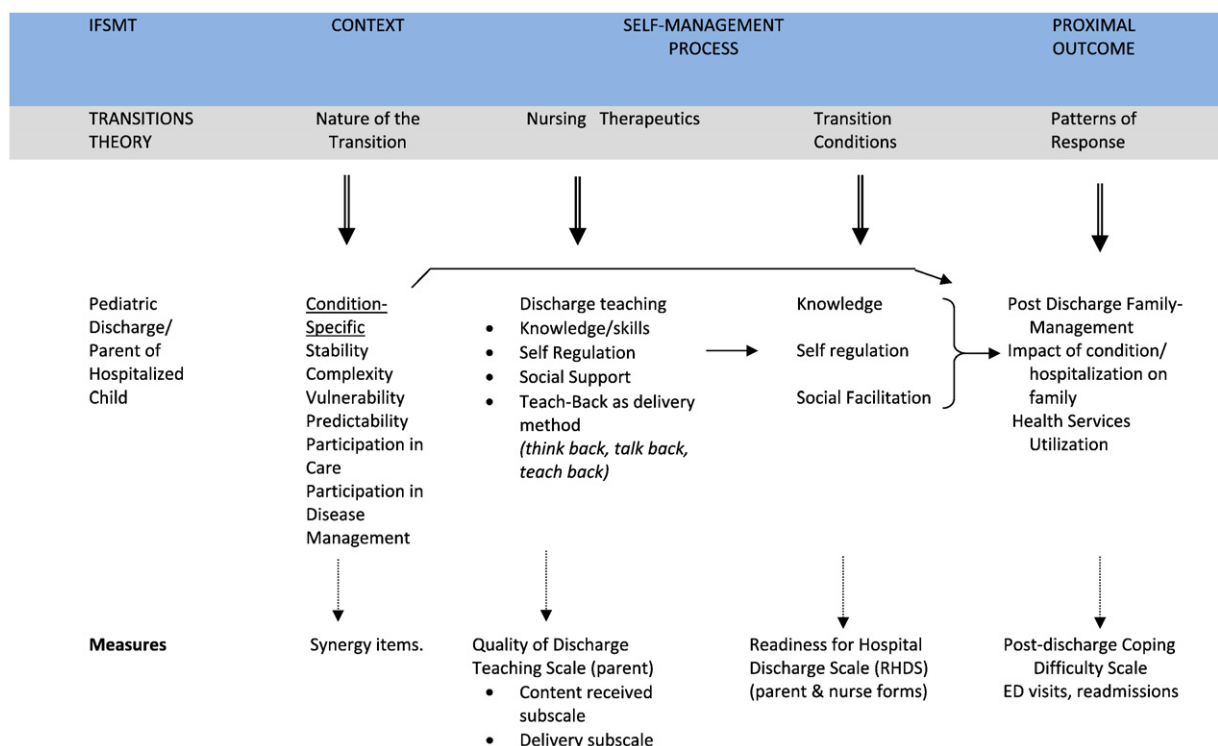 IFSMT
CONTEXT
SELF-MANAGEMENT
PROCESS
PROXIMAL
OUTCOME
TRANSITIONS
THEORY
Nature of the
Transition
Nursing Therapeutics
Transition
Conditions
Patterns of
Response
Pediatric
Discharge/
Parent of
Hospitalized
Child
Condition-
Specific
Stability
Complexity
Vulnerability
Predictability
Participation in
Care
Participation in
Disease
Management
Discharge teaching
• Knowledge/skills
• Self Regulation
• Social Support
• Teach-Back as delivery
method
(think back, talk back,
teach back)
Knowledge
Self regulation
Social Facilitation
Post Discharge Family-
Management
Impact of condition/
hospitalization on
family
Health Services
Utilization
Measures
Synergy items.
Quality of Discharge
Teaching Scale (parent)
• Content received
subscale
• Delivery subscale
Readiness for Hospital
Discharge Scale (RHDS)
(parent & nurse forms)
Post-discharge Coping
Difficulty Scale
ED visits, readmissions